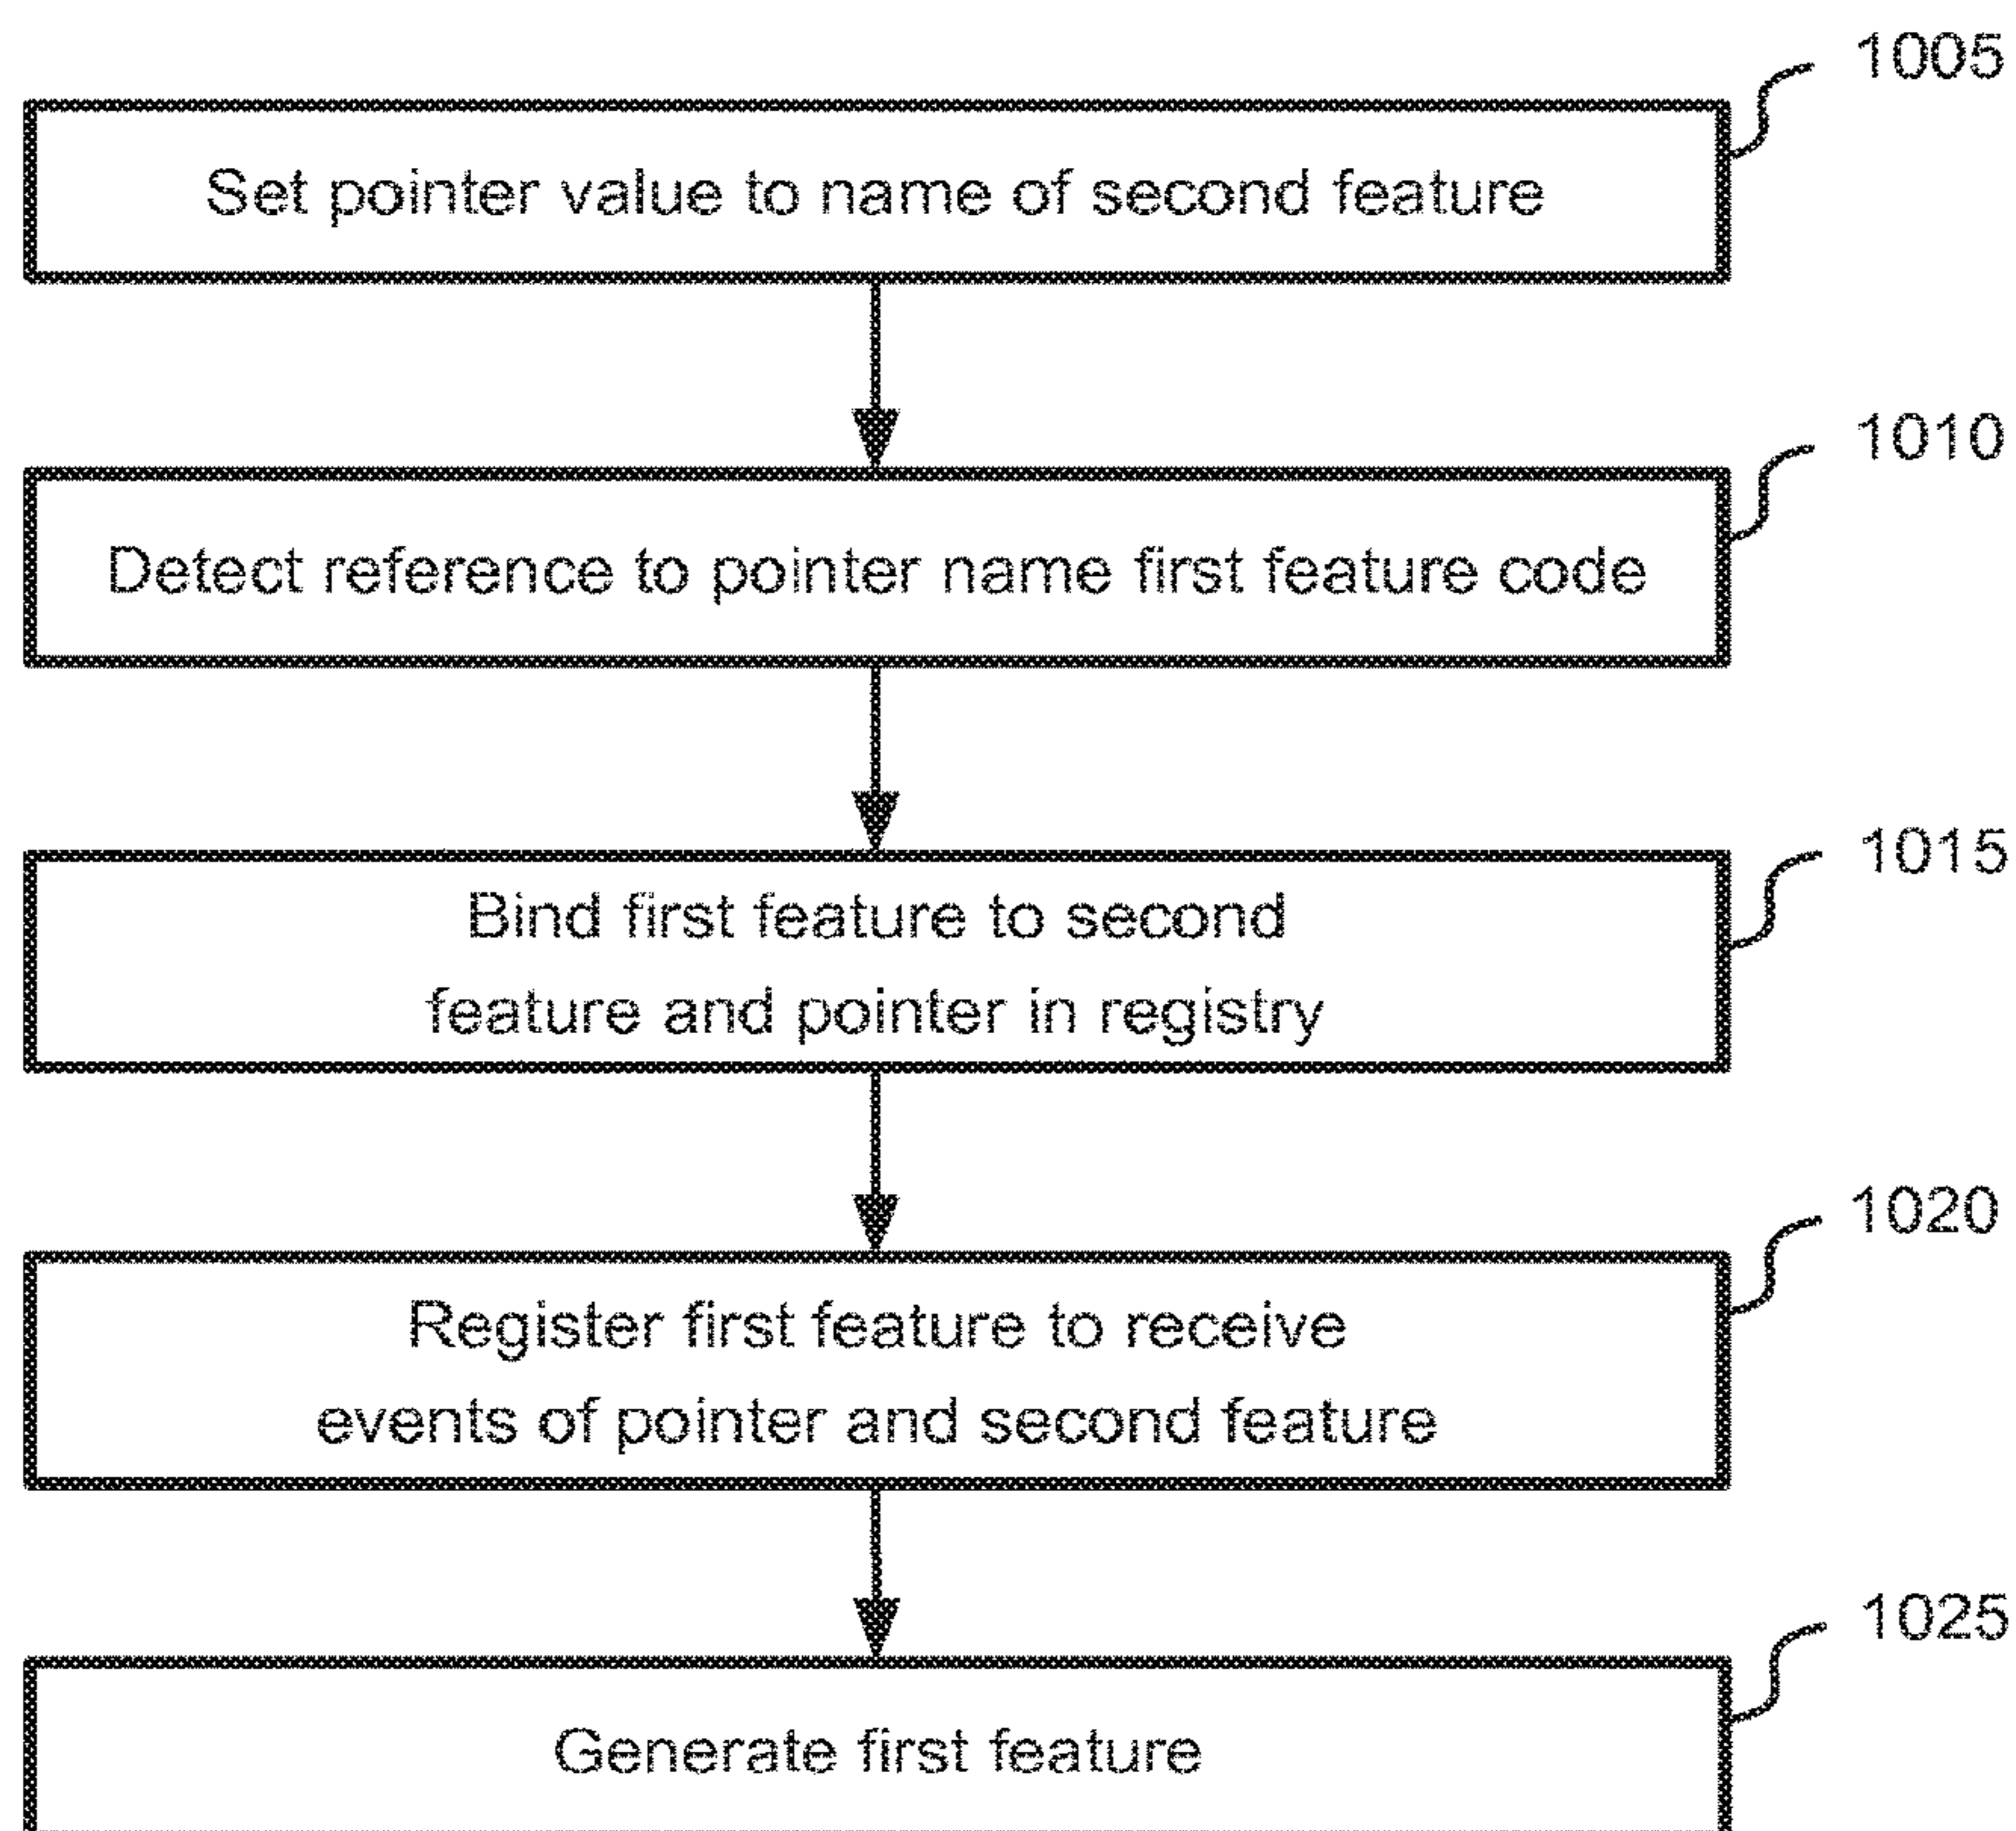 1005
Set pointer value to name of second feature
1010
Detect reference to pointer name first feature code
1015
Bind first feature to second
feature and pointer in registry
1020
Register first feature to receive
events of pointer and second feature
1025
Generate first feature